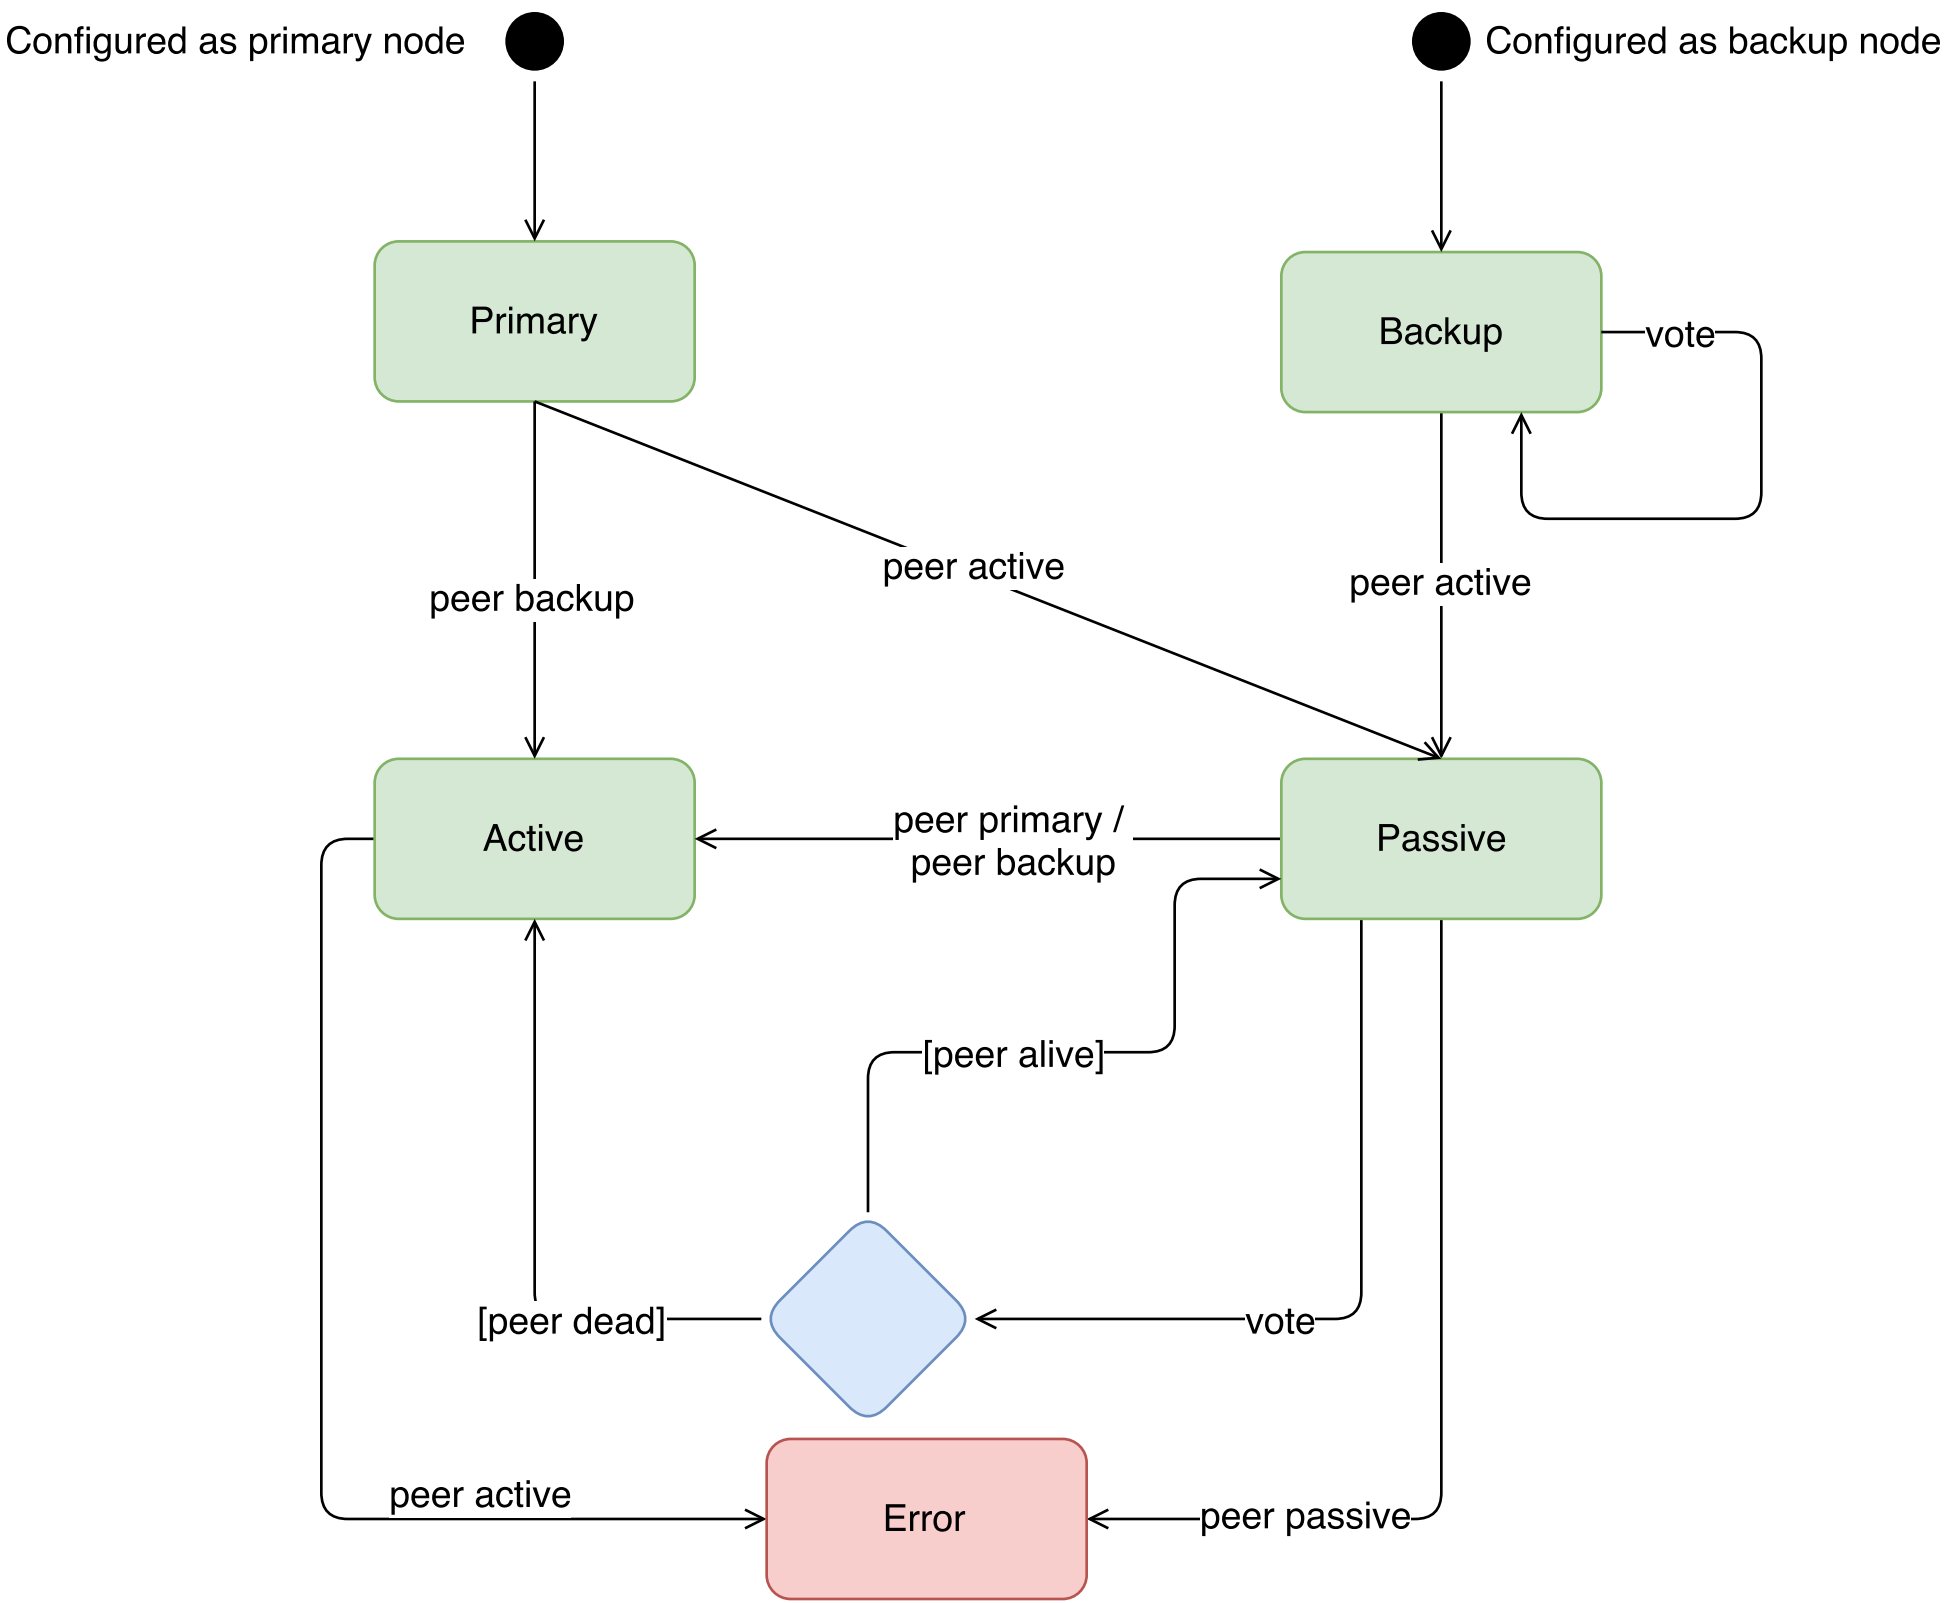 Configured as primary node
Configured as backup node
Primary
Backup
vote
peer active
peer active
peer backup
peer primary /
peer backup
Active
Passive
[peer alive]
[peer dead]
vote
peer active
peer passive
Error